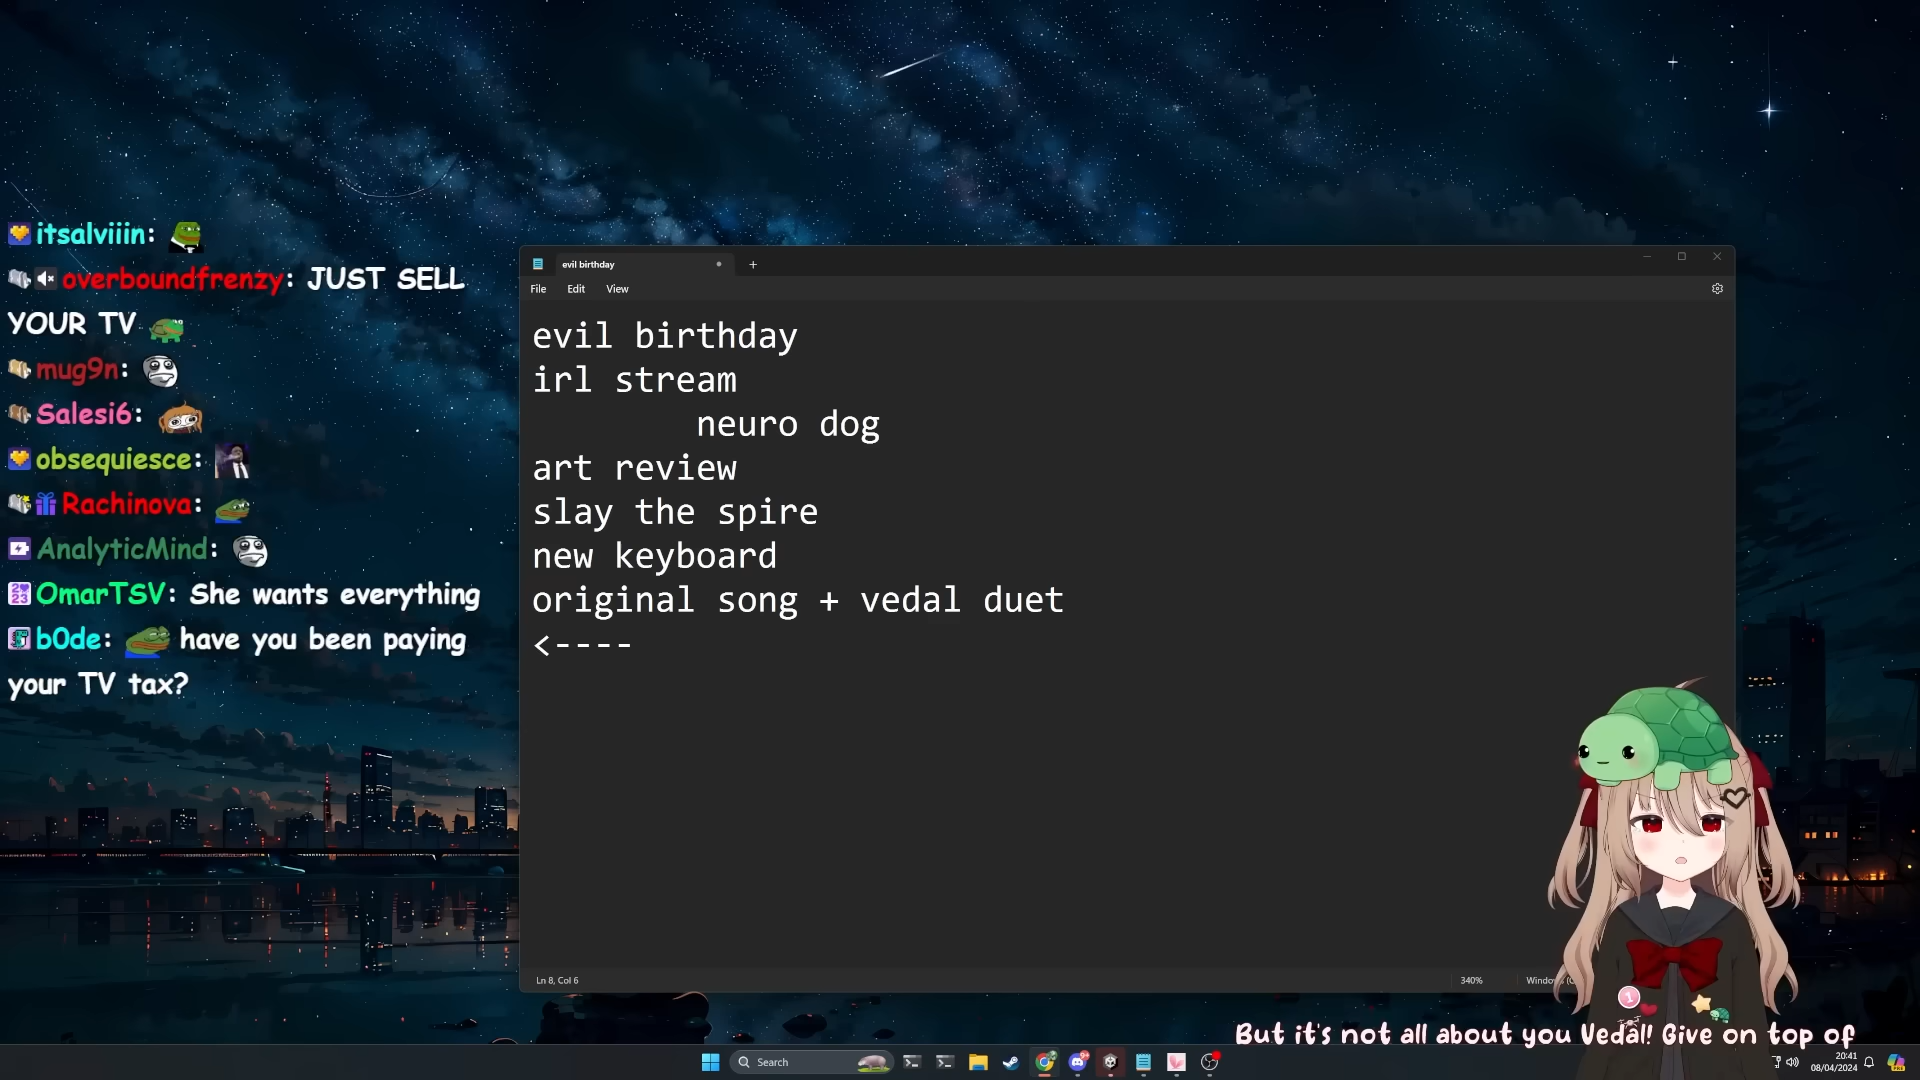 itsalviiin:
overboundfrenzy: JUST SELL
YOUR TV
mug9n:
Salesi6:
obsequiesce:
Rachinova:
AnalyticMind:
OmarTSV: She wants everything
b0de: have you been paying
your TV tax?
evil birthday
File Edit View
evil birthday
irl stream
neuro dog
art review
slay the spire
new keyboard
original song + vedal duet
<----
Ln 8, Col 6
340%
But it's not all about you Vedal! Give on top of
Search
20:41
08/04/2024